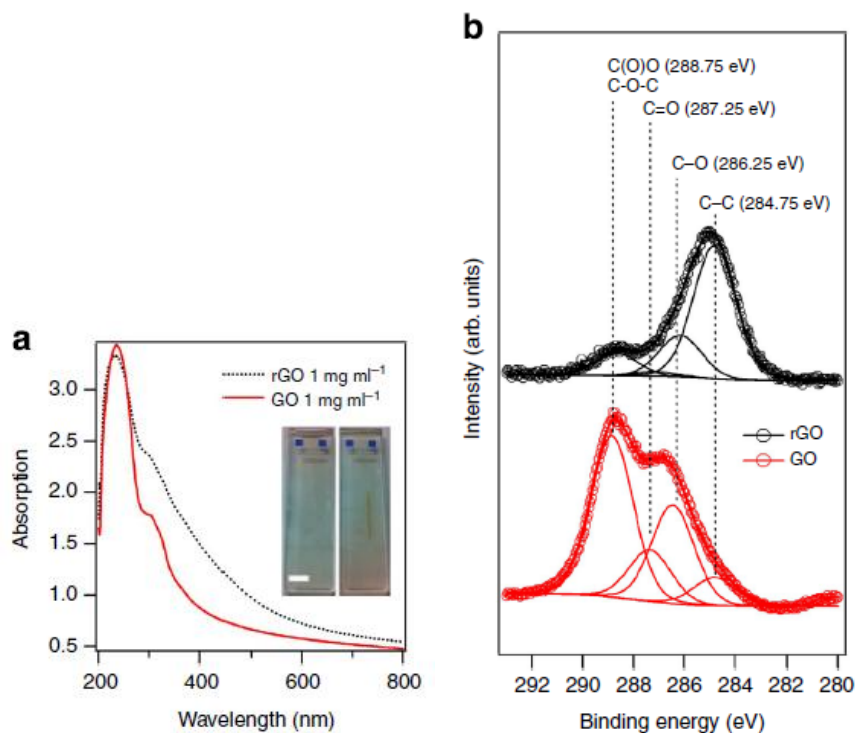 a
3.0
2.5
2.0
1.5
1.0
0.5
Absorption
200
400
600
800
Wavelength (nm)
rGO 1 mg ml⁻¹
GO 1 mg ml⁻¹
b
C(O)O (288.75 eV)
C-O-C
C=O (287.25 eV)
C–O (286.25 eV)
C–C (284.75 eV)
Intensity (arb. units)
rGO
GO
292 290 288 286 284 282 280
Binding energy (eV)